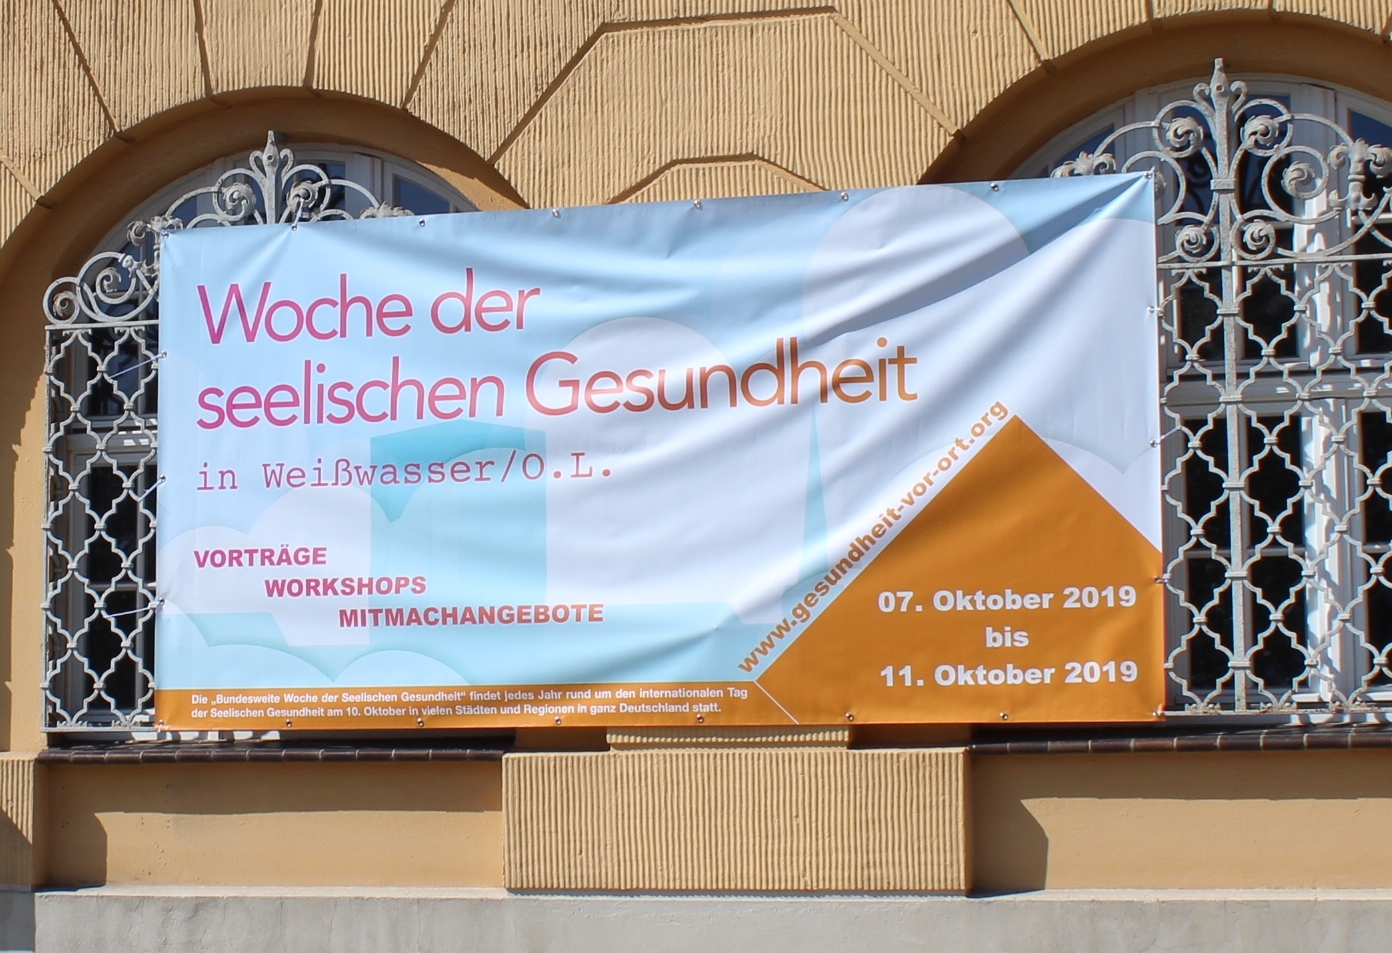 Woche der
seelischen Gesundheit
in Weißwasser/O.L.
VORTRÄGE
WORKSHOPS
MITMACHANGEBOTE
www.gesundheit-vor-ort.org
07. Oktober 2019
bis
11. Oktober 2019
Die „Bundesweite Woche der Seelischen Gesundheit“ findet jedes Jahr rund um den internationalen Tag
der Seelischen Gesundheit am 10. Oktober in vielen Städten und Regionen in ganz Deutschland statt.